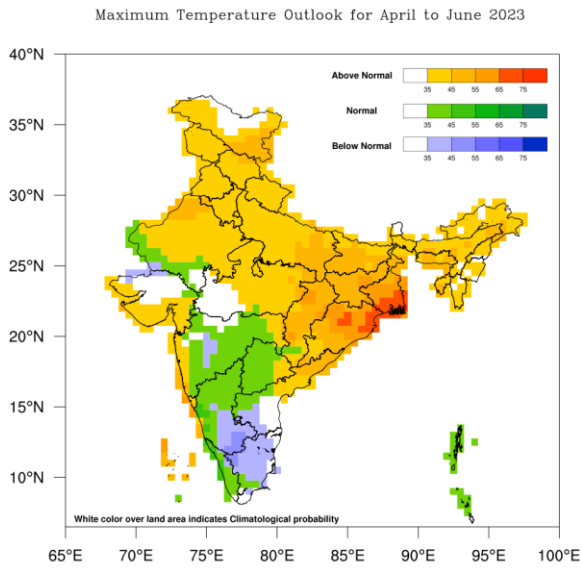 Maximum Temperature Outlook for April to June 2023
40°N
Above Normal
35 45 55 65 75
Normal
35 45 55 65 75
35°N
Below Normal
35 45 55 65 75
30°N
25°N
20°N
15°N
10°N
White color over land area indicates Climatological probability
65°E 70°E 75°E 80°E 85°E 90°E 95°E 100°E